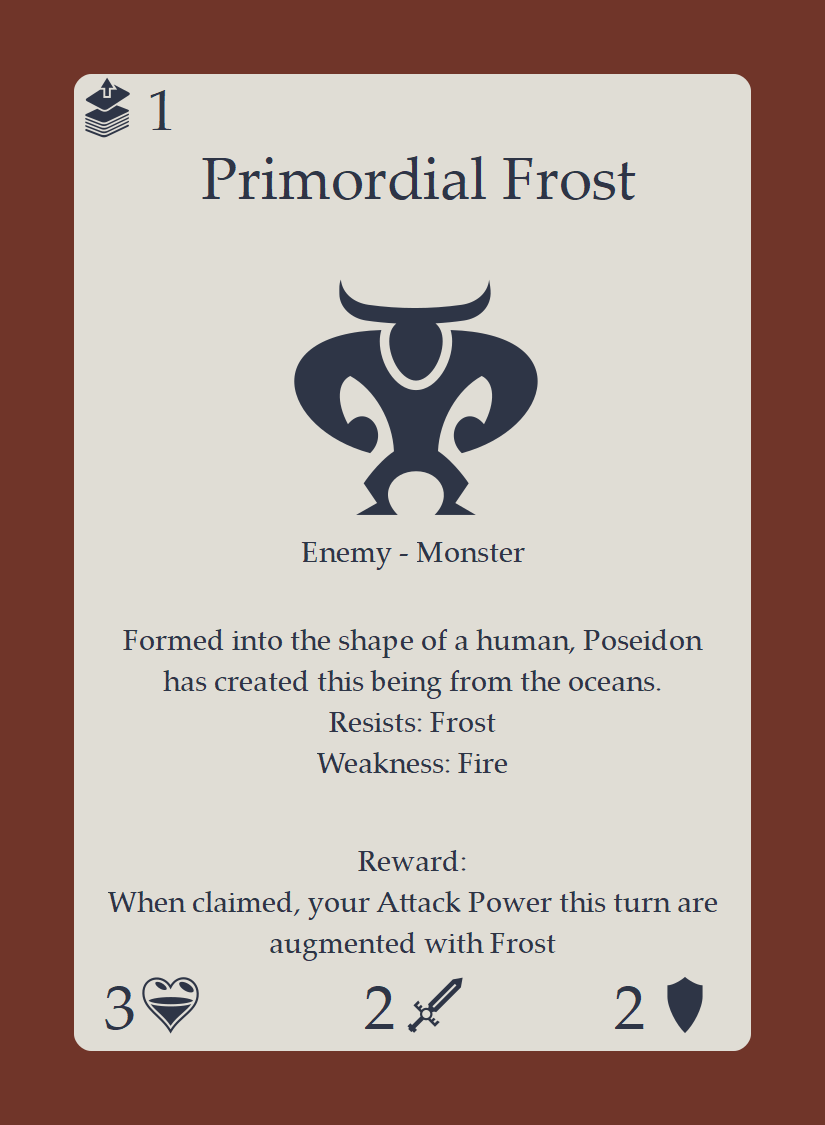 1
Primordial Frost
Enemy - Monster
Formed into the shape of a human, Poseidon
has created this being from the oceans.
Resists: Frost
Weakness: Fire
Reward:
When claimed, your Attack Power this turn are
augmented with Frost
3 2 2